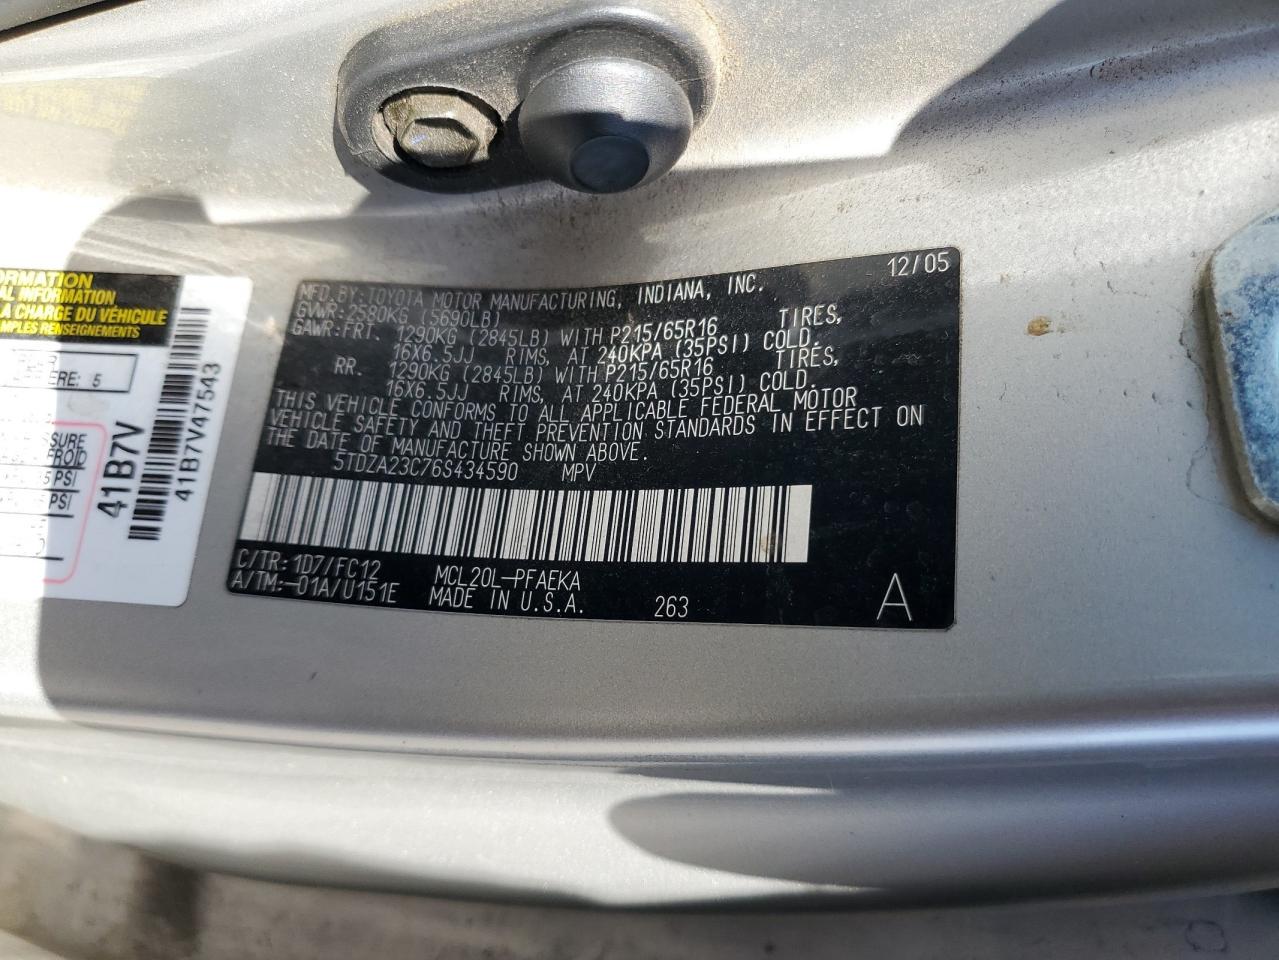 12/05
MFD.BY:TOYOTA MOTOR MANUFACTURING, INDIANA, INC.
GVWR:2580KG (5690LB)
GAWR:FRT. 1290KG (2845LB) WITH P215/65R16 TIRES,
16X6.5JJ RIMS, AT 240KPA (35PSI) COLD.
RR. 1290KG (2845LB) WITH P215/65R16 TIRES,
16X6.5JJ RIMS, AT 240KPA (35PSI) COLD.
THIS VEHICLE CONFORMS TO ALL APPLICABLE FEDERAL MOTOR
VEHICLE SAFETY AND THEFT PREVENTION STANDARDS IN EFFECT ON
THE DATE OF MANUFACTURE SHOWN ABOVE.
5TDZA23C76S434590 MPV
C/TR:1D7/FC12 MCL20L-PFAEKA
A/TM:-01A/U151E MADE IN U.S.A. 263 A
ORMATION
AL INFORMATION
LA CHARGE DU VÉHICULE
MPLES RENSEIGNEMENTS
ERE: 5
SSURE
FROID
5 PSI
PSI
41B7V
41B7V47543